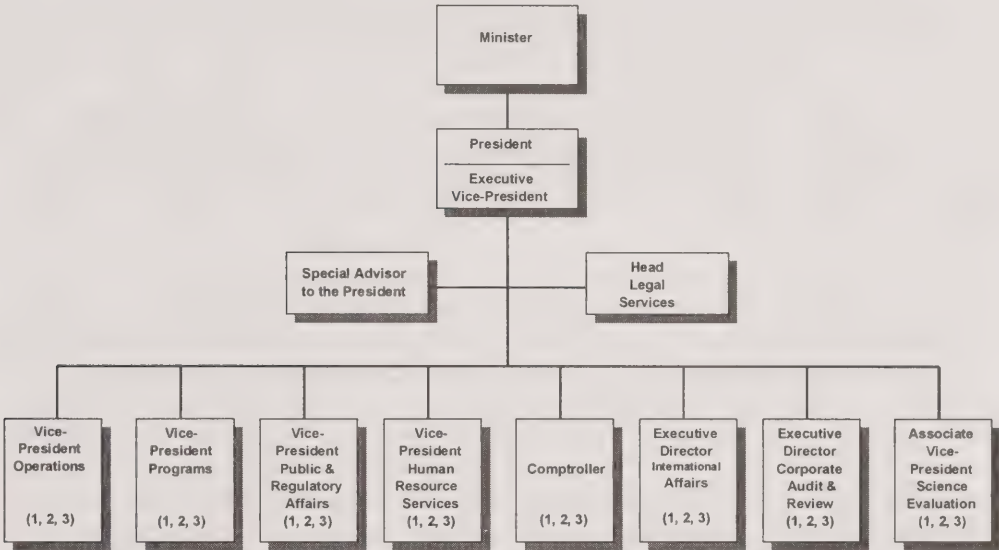 Minister
President
Executive
Vice-President
Special Advisor
to the President
Head
Legal
Services
Vice-
President
Operations
(1, 2, 3)
Vice-
President
Programs
(1, 2, 3)
Vice-
President
Public &
Regulatory
Affairs
(1, 2, 3)
Vice-
President
Human
Resource
Services
(1, 2, 3)
Comptroller
(1, 2, 3)
Executive
Director
International
Affairs
(1, 2, 3)
Executive
Director
Corporate
Audit &
Review
(1, 2, 3)
Associate
Vice-
President
Science
Evaluation
(1, 2, 3)